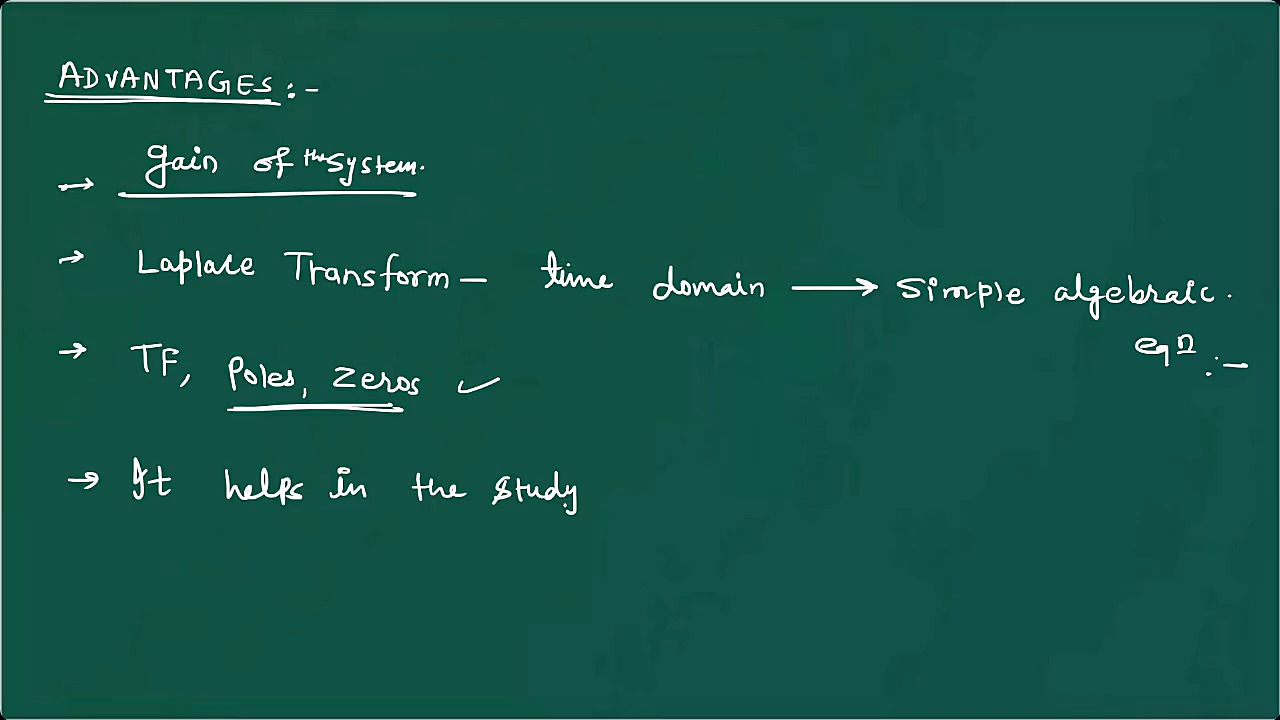 ADVANTAGES :-
→ gain of the system.
→ Laplace Transform — time domain → Simple algebraic.
eqn :-
→ TF, Poles, Zeros ✓
→ It helps in the study